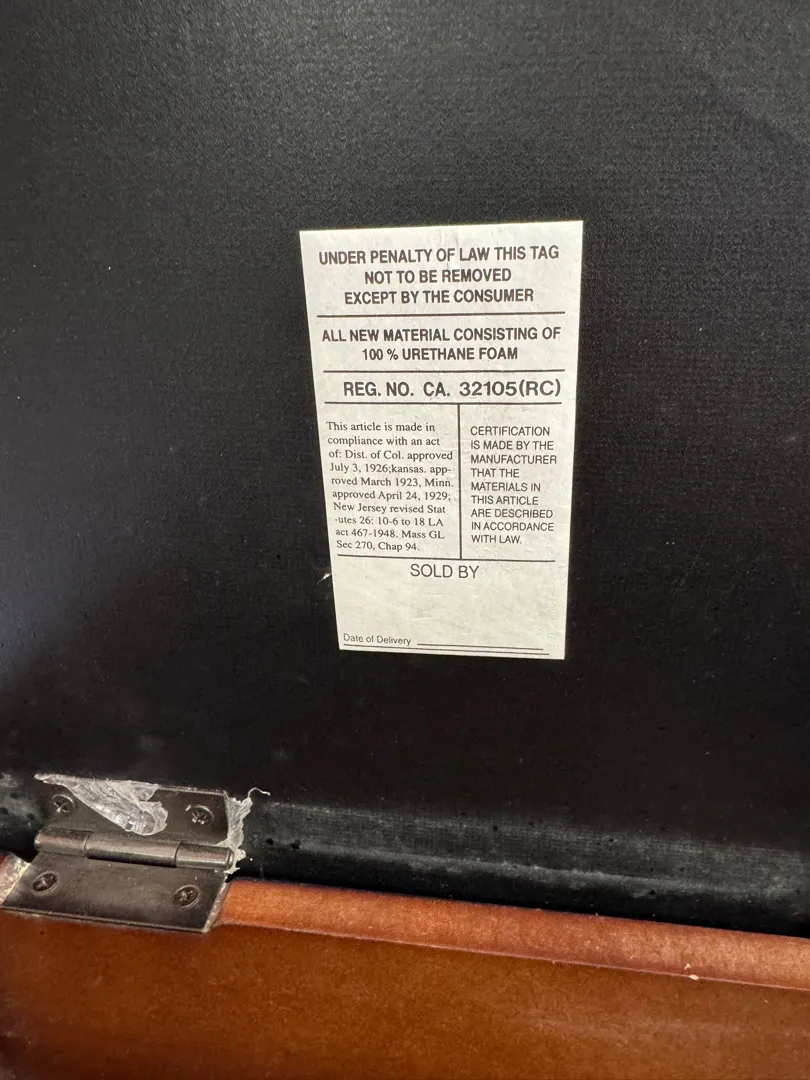 UNDER PENALTY OF LAW THIS TAG
NOT TO BE REMOVED
EXCEPT BY THE CONSUMER
ALL NEW MATERIAL CONSISTING OF
100 % URETHANE FOAM
REG. NO. CA. 32105(RC)
This article is made in
compliance with an act
of: Dist. of Col. approved
July 3, 1926;kansas. app-
roved March 1923, Minn.
approved April 24, 1929;
New Jersey revised Stat
-utes 26: 10-6 to 18 LA
act 467-1948. Mass GL
Sec 270, Chap 94.
CERTIFICATION
IS MADE BY THE
MANUFACTURER
THAT THE
MATERIALS IN
THIS ARTICLE
ARE DESCRIBED
IN ACCORDANCE
WITH LAW.
SOLD BY
Date of Delivery